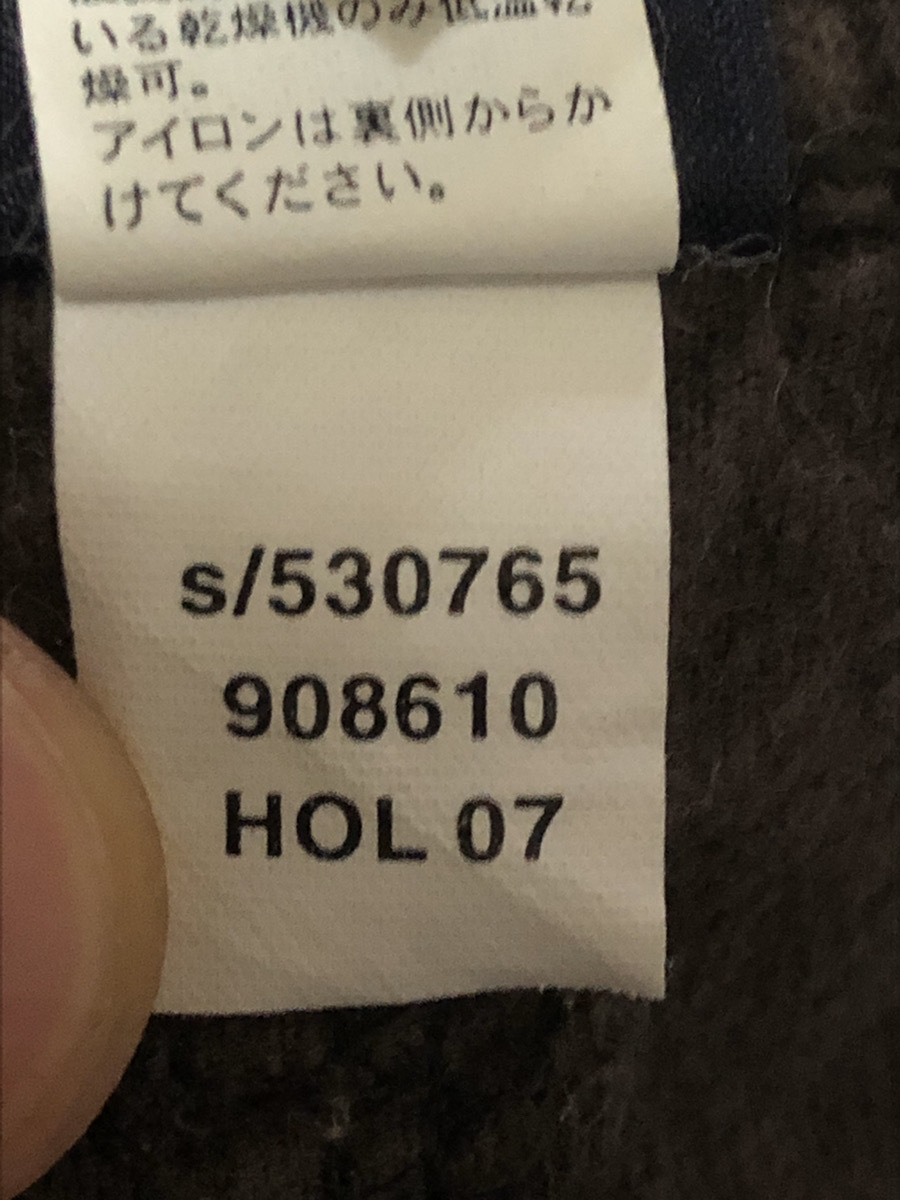 いる乾燥機のみ低温乾
燥可。
アイロンは裏側からか
けてください。
s/530765
908610
HOL 07